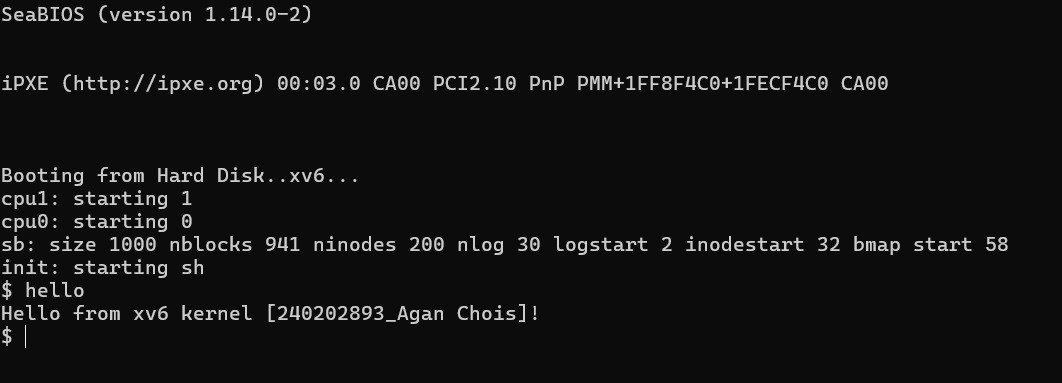 SeaBIOS (version 1.14.0-2)
iPXE (http://ipxe.org) 00:03.0 CA00 PCI2.10 PnP PMM+1FF8F4C0+1FECF4C0 CA00
Booting from Hard Disk..xv6...
cpu1: starting 1
cpu0: starting 0
sb: size 1000 nblocks 941 ninodes 200 nlog 30 logstart 2 inodestart 32 bmap start 58
init: starting sh
$ hello
Hello from xv6 kernel [240202893_Agan Chois]!
$